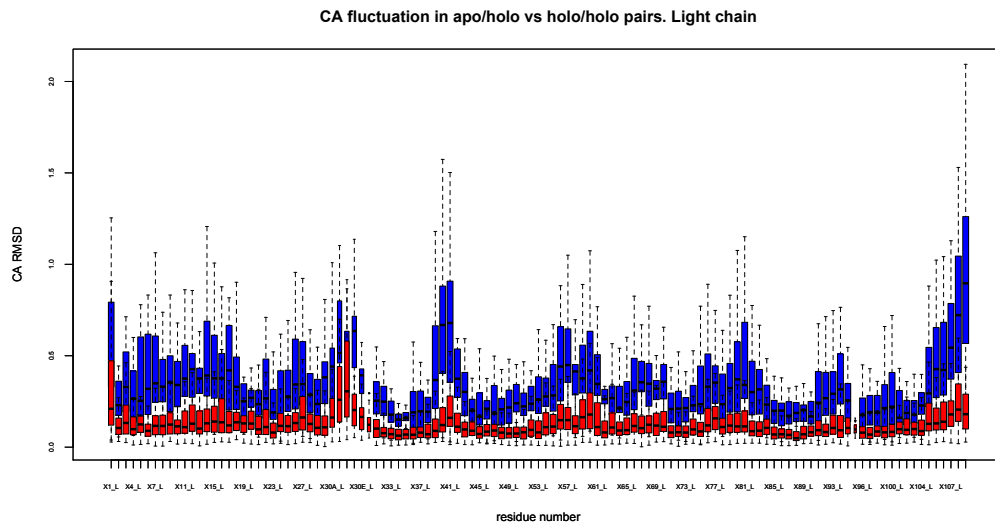 CA fluctuation in apo/holo vs holo/holo pairs. Light chain
CA RMSD
2.0
1.5
1.0
0.5
0.0
X1_L X4_L X7_L X11_L X15_L X19_L X23_L X27_L X30A_L X30E_L X33_L X37_L X41_L X45_L X49_L X53_L X57_L X61_L X65_L X69_L X73_L X77_L X81_L X85_L X89_L X93_L X96_L X100_L X104_L X107_L
residue number